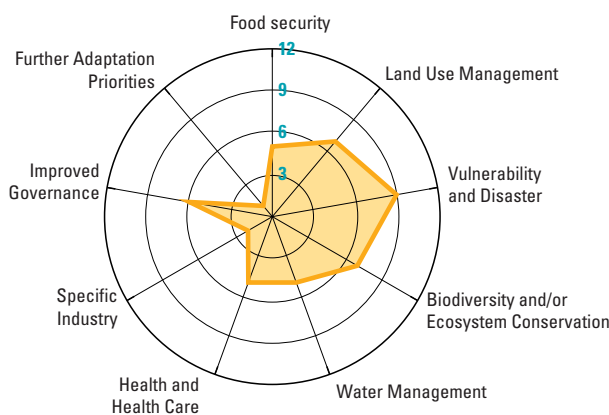 Food security
12
9
6
3
Land Use Management
Vulnerability
and Disaster
Biodiversity and/or
Ecosystem Conservation
Water Management
Health and
Health Care
Specific
Industry
Improved
Governance
Further Adaptation
Priorities